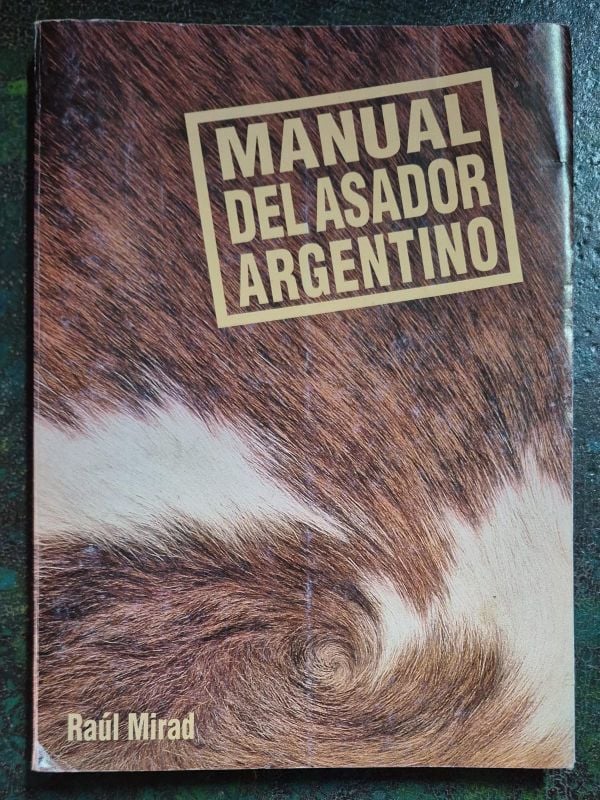 MANUAL
DEL ASADOR
ARGENTINO
Raúl Mirad